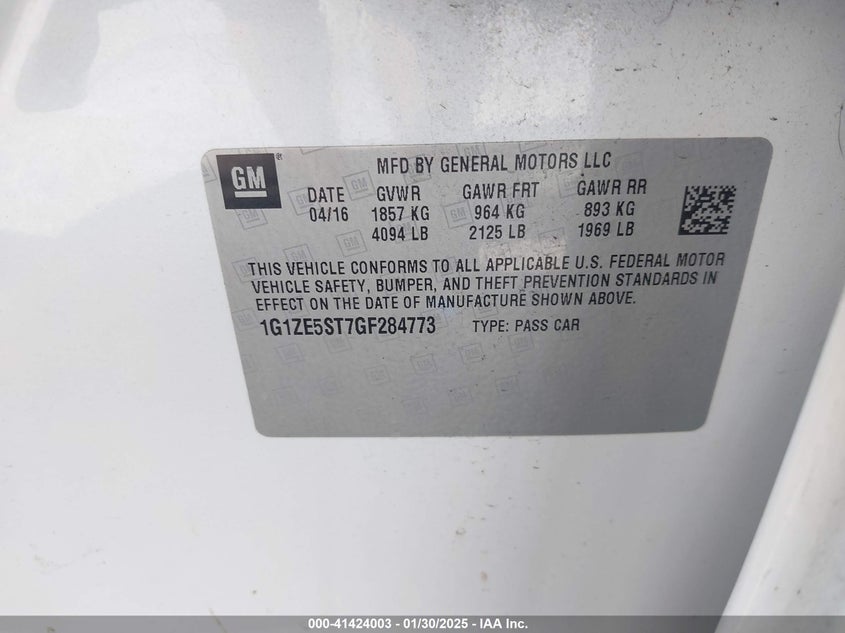 GM
MFD BY GENERAL MOTORS LLC
DATE GVWR GAWR FRT GAWR RR
04/16 1857 KG 964 KG 893 KG
4094 LB 2125 LB 1969 LB
THIS VEHICLE CONFORMS TO ALL APPLICABLE U.S. FEDERAL MOTOR
VEHICLE SAFETY, BUMPER, AND THEFT PREVENTION STANDARDS IN
EFFECT ON THE DATE OF MANUFACTURE SHOWN ABOVE.
1G1ZE5ST7GF284773 TYPE: PASS CAR
000-41424003 - 01/30/2025 - IAA Inc.